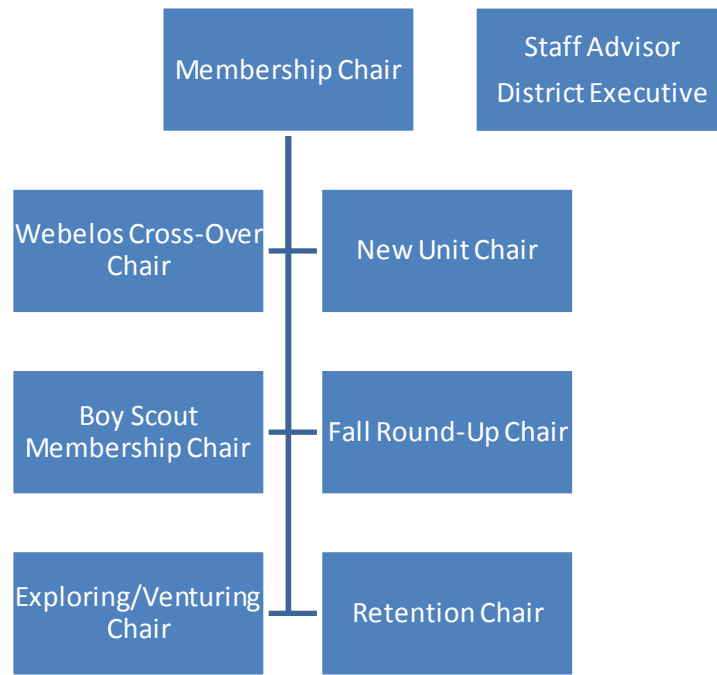 Membership Chair
Staff Advisor
District Executive
Webelos Cross-Over
Chair
New Unit Chair
Boy Scout
Membership Chair
Fall Round-Up Chair
Exploring/Venturing
Chair
Retention Chair